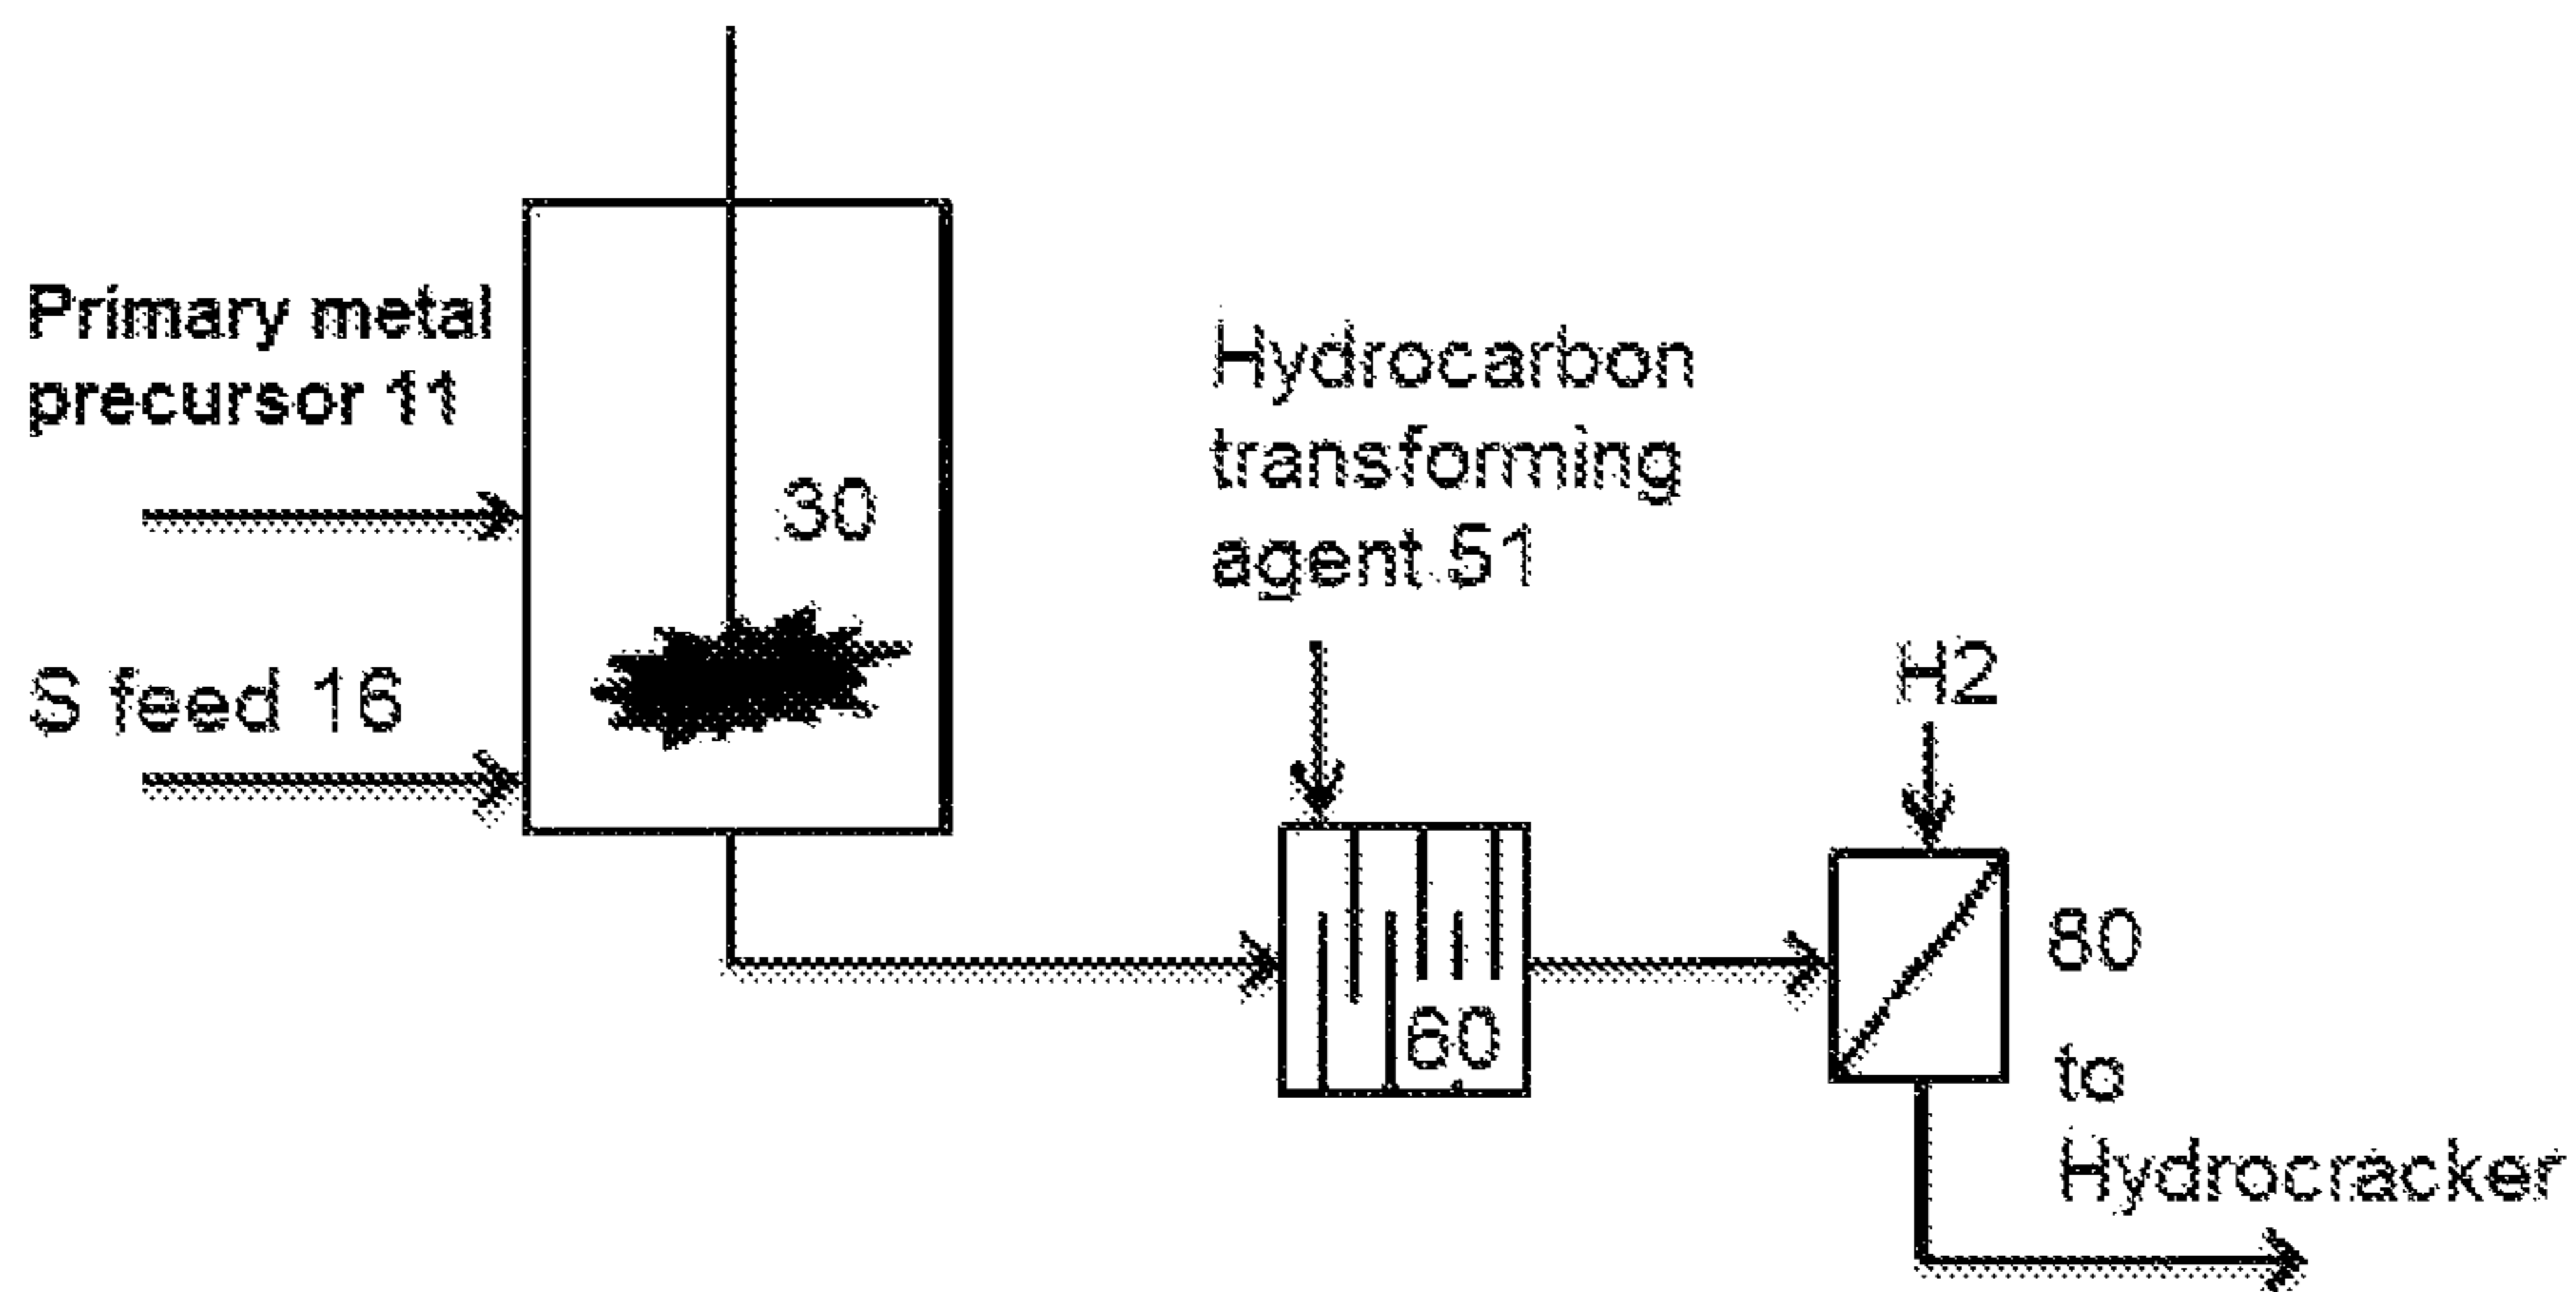 Primary metal
precursor 11
S feed 16
30
Hydrocarbon
transforming
agent 51
60
H2
80
to
Hydrocracker